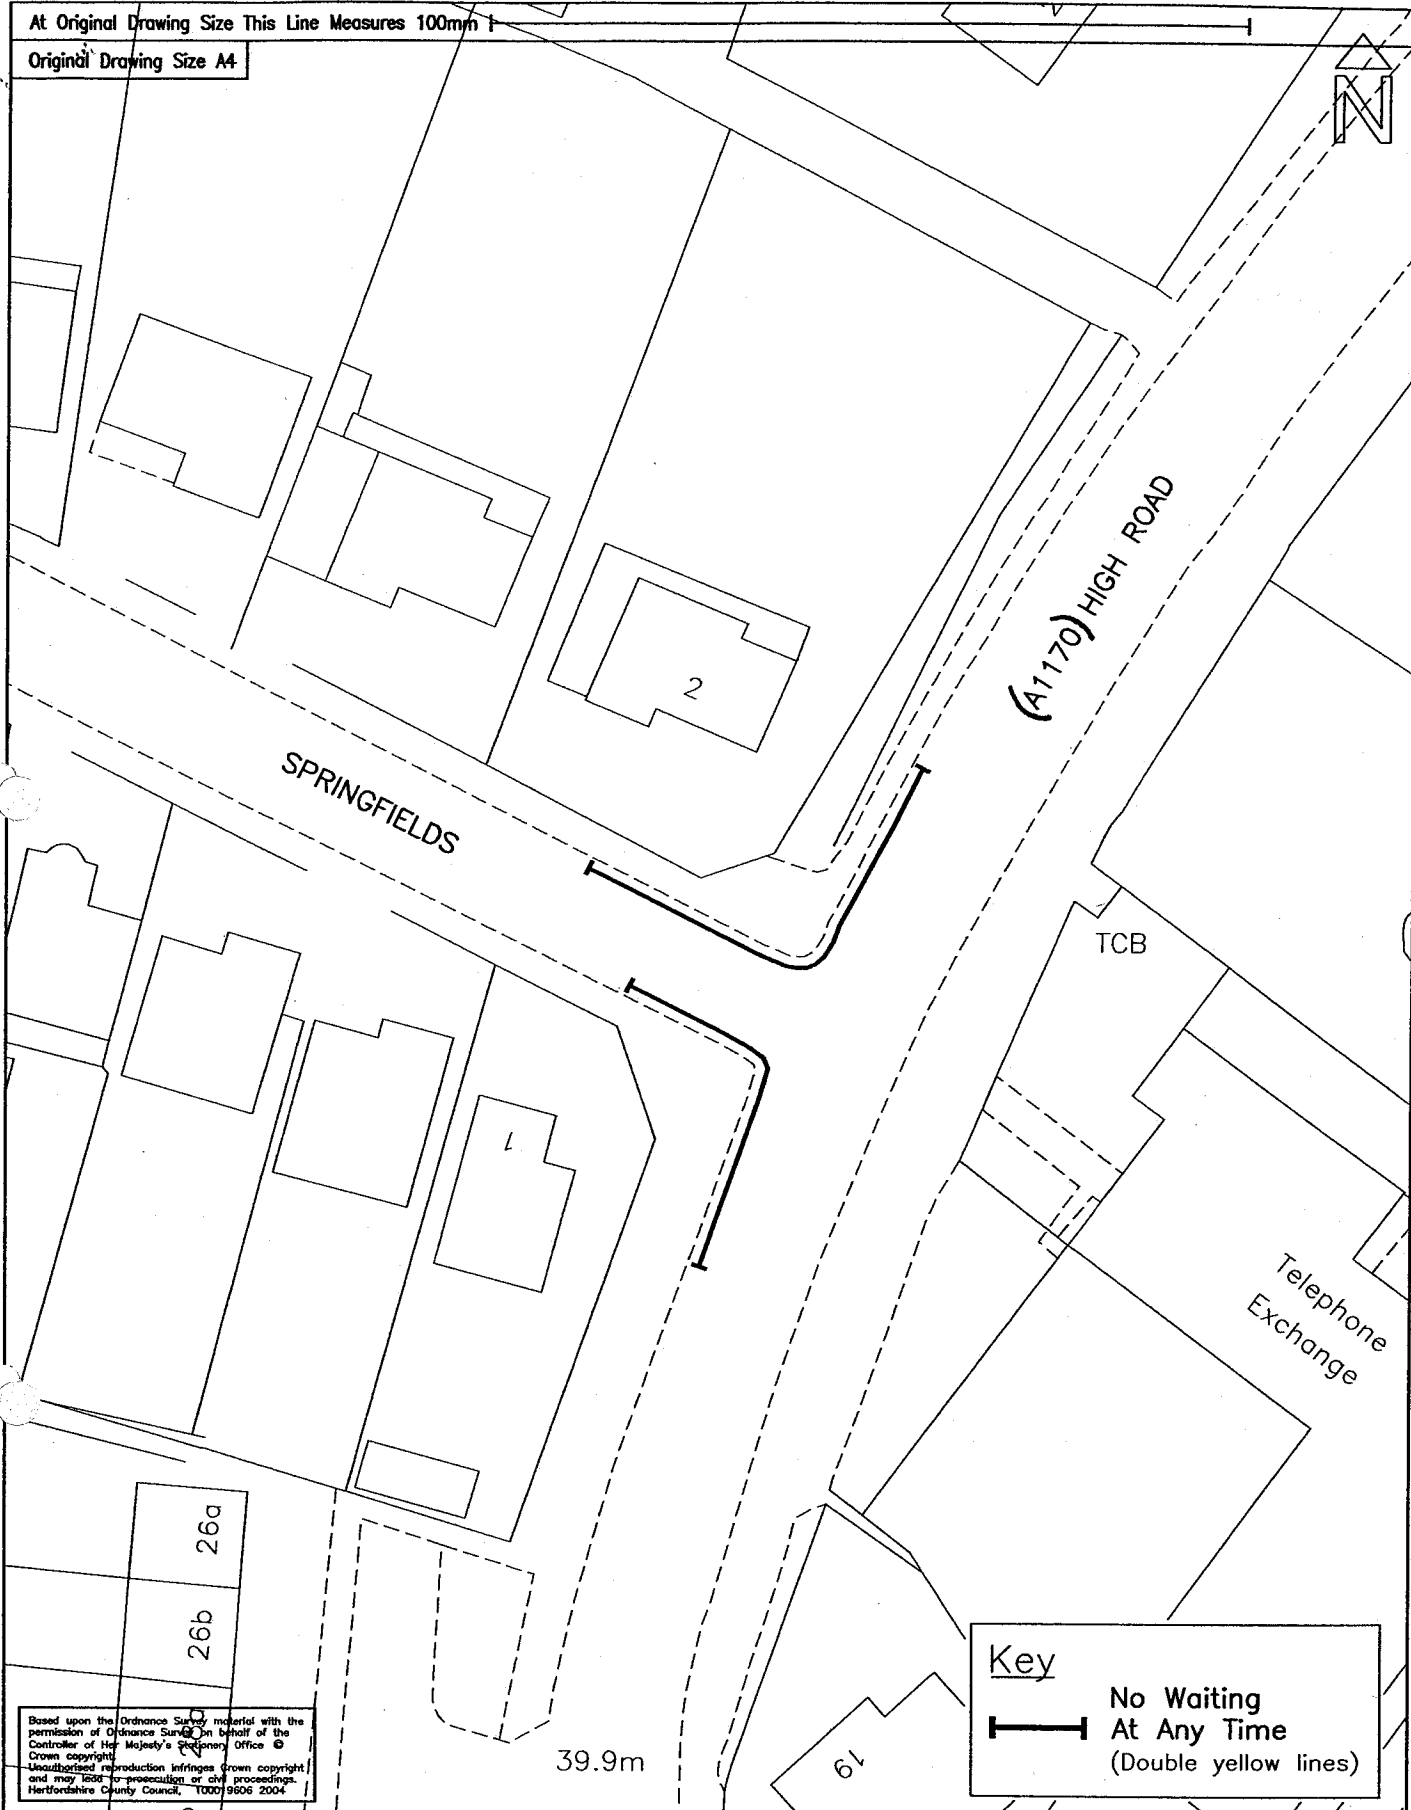 At Original Drawing Size This Line Measures 100mm
Original Drawing Size A4
N
(A1170) HIGH ROAD
2
SPRINGFIELDS
TCB
1
Telephone
Exchange
26a
26b
28a
39.9m
19
Key
No Waiting
At Any Time
(Double yellow lines)
Based upon the Ordnance Survey material with the
permission of Ordnance Survey on behalf of the
Controller of Her Majesty's Stationery Office ©
Crown copyright.
Unauthorised reproduction infringes Crown copyright
and may lead to prosecution or civil proceedings.
Hertfordshire County Council, 2004